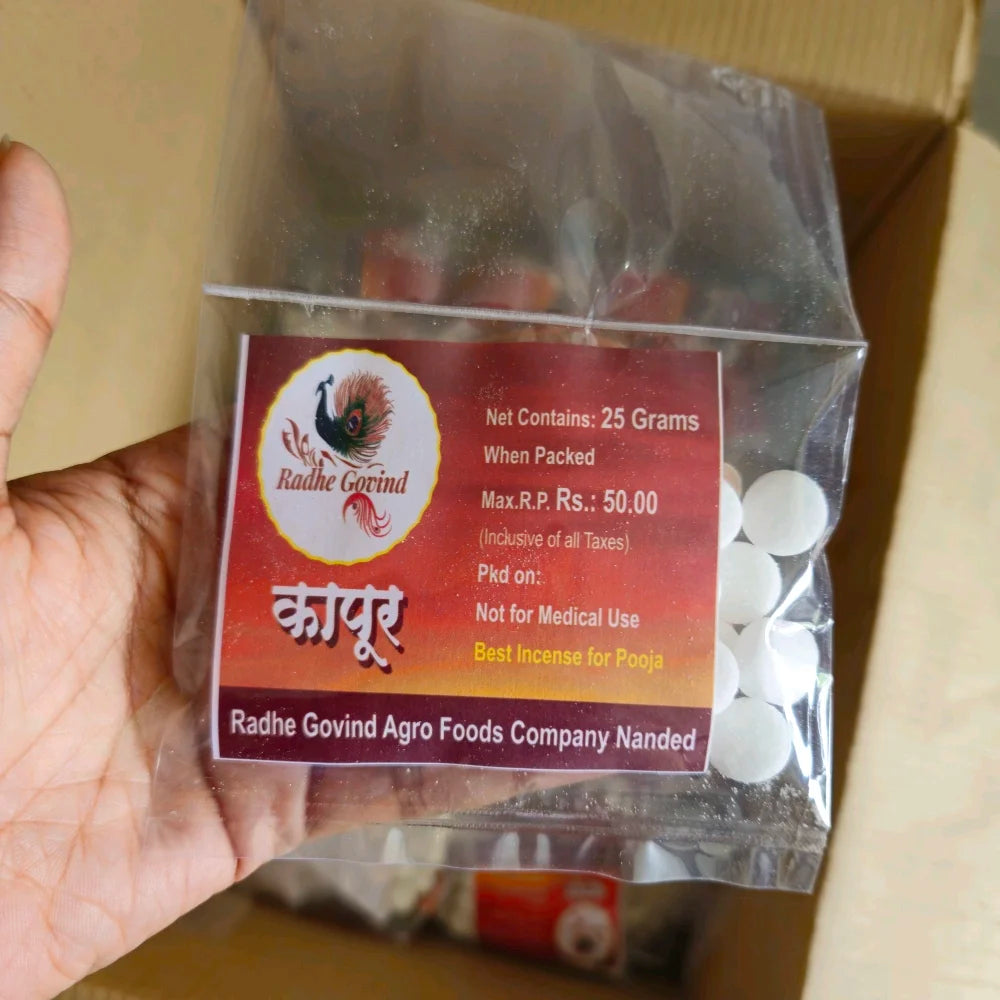 Radhe Govind
कापूर
Net Contains: 25 Grams
When Packed
Max.R.P. Rs.: 50.00
(Inclusive of all Taxes)
Pkd on:
Not for Medical Use
Best Incense for Pooja
Radhe Govind Agro Foods Company Nanded